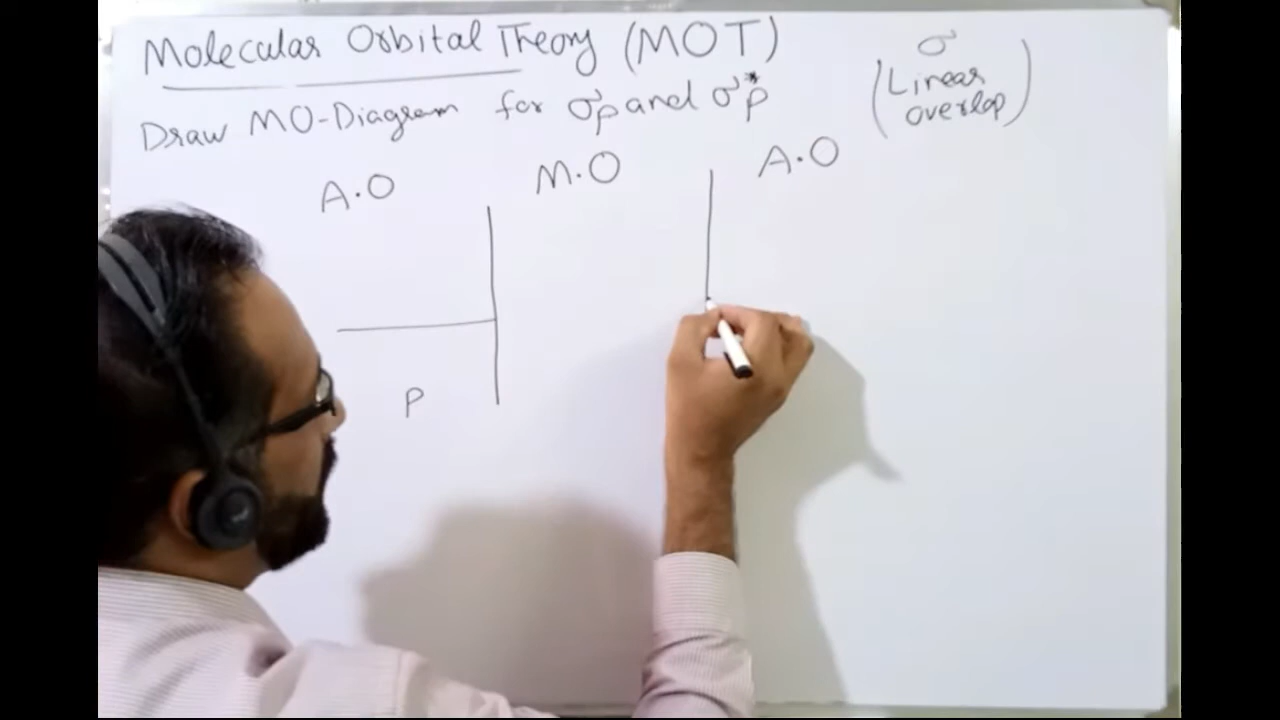 Molecular Orbital Theory (MOT)
Draw MO-Diagram for σp and σ*p
σ
(Linear
overlap)
A.O M.O A.O
P